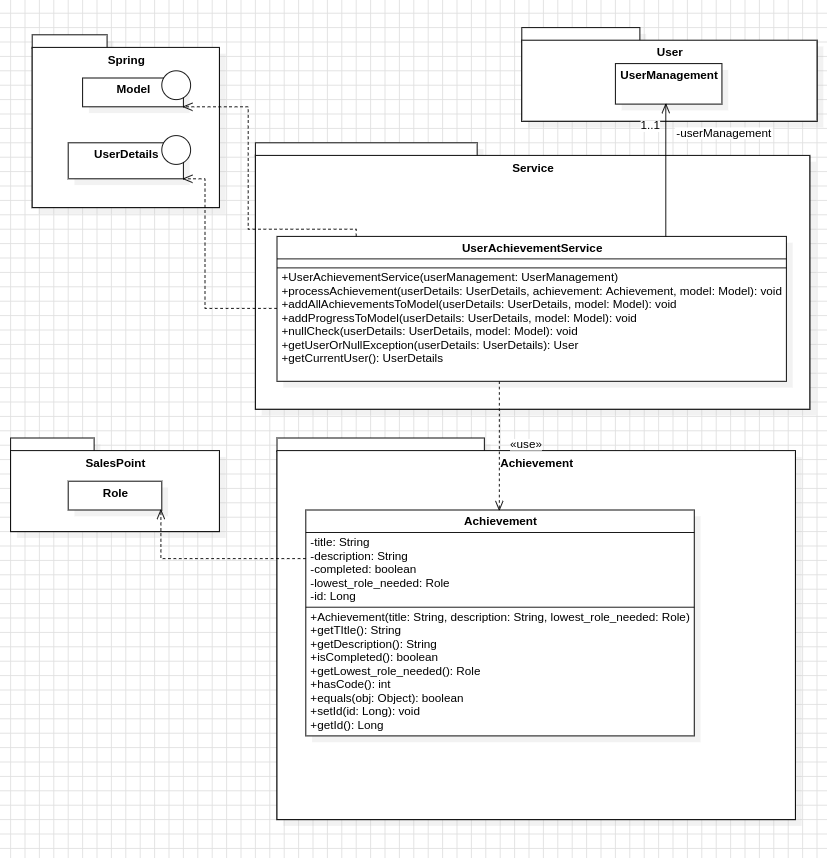 Spring
Model
UserDetails
User
UserManagement
1..1
-userManagement
Service
UserAchievementService
+UserAchievementService(userManagement: UserManagement)
+processAchievement(userDetails: UserDetails, achievement: Achievement, model: Model): void
+addAllAchievementsToModel(userDetails: UserDetails, model: Model): void
+addProgressToModel(userDetails: UserDetails, model: Model): void
+nullCheck(userDetails: UserDetails, model: Model): void
+getUserOrNullException(userDetails: UserDetails): User
+getCurrentUser(): UserDetails
«use»
SalesPoint
Role
Achievement
Achievement
-title: String
-description: String
-completed: boolean
-lowest_role_needed: Role
-id: Long
+Achievement(title: String, description: String, lowest_role_needed: Role)
+getTItle(): String
+getDescription(): String
+isCompleted(): boolean
+getLowest_role_needed(): Role
+hasCode(): int
+equals(obj: Object): boolean
+setId(id: Long): void
+getId(): Long